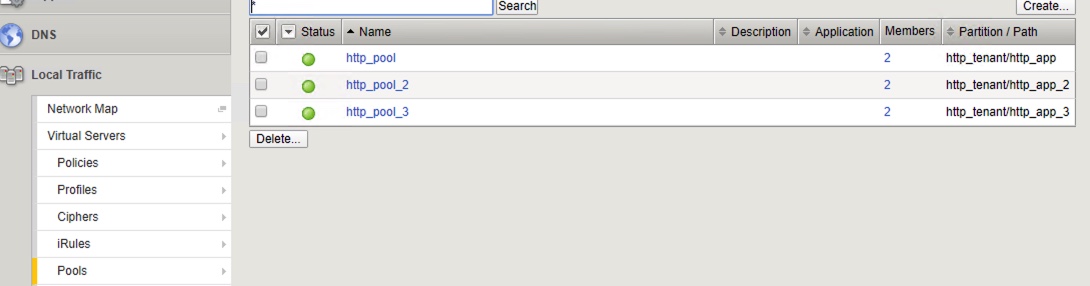 * Search Create...
DNS
Status Name Description Application Members Partition / Path
http_pool 2 http_tenant/http_app
http_pool_2 2 http_tenant/http_app_2
http_pool_3 2 http_tenant/http_app_3
Delete...
Local Traffic
Network Map
Virtual Servers
Policies
Profiles
Ciphers
iRules
Pools